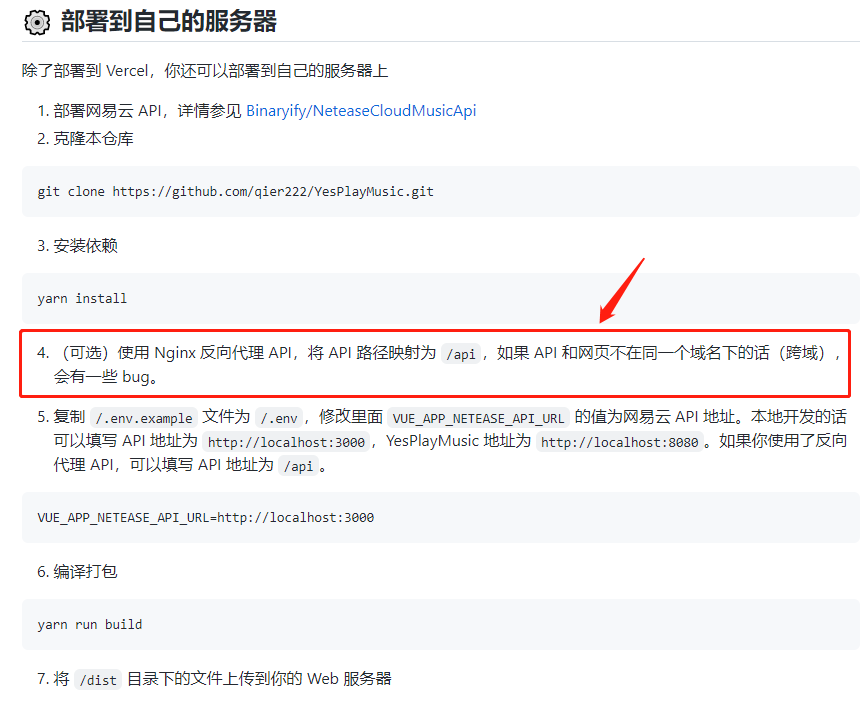 部署到自己的服务器
除了部署到 Vercel，你还可以部署到自己的服务器上
1. 部署网易云 API，详情参见 Binaryify/NeteaseCloudMusicApi
2. 克隆本仓库
git clone https://github.com/qier222/YesPlayMusic.git
3. 安装依赖
yarn install
4. （可选）使用 Nginx 反向代理 API，将 API 路径映射为 /api，如果 API 和网页不在同一个域名下的话（跨域），
会有一些 bug。
5. 复制 /.env.example 文件为 /.env，修改里面 VUE_APP_NETEASE_API_URL 的值为网易云 API 地址。本地开发的话
可以填写 API 地址为 http://localhost:3000，YesPlayMusic 地址为 http://localhost:8080。如果你使用了反向
代理 API，可以填写 API 地址为 /api。
VUE_APP_NETEASE_API_URL=http://localhost:3000
6. 编译打包
yarn run build
7. 将 /dist 目录下的文件上传到你的 Web 服务器